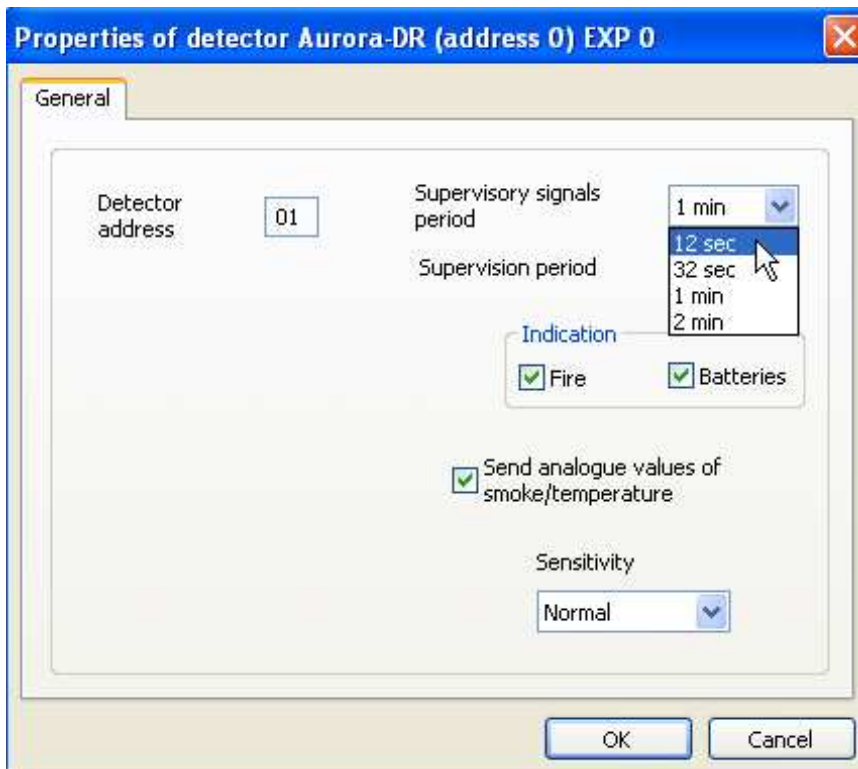 Properties of detector Aurora-DR (address 0) EXP 0
General
Detector
address
01
Supervisory signals
period
1 min
12 sec
32 sec
1 min
2 min
Supervision period
Indication
Fire
Batteries
Send analogue values of
smoke/temperature
Sensitivity
Normal
OK
Cancel